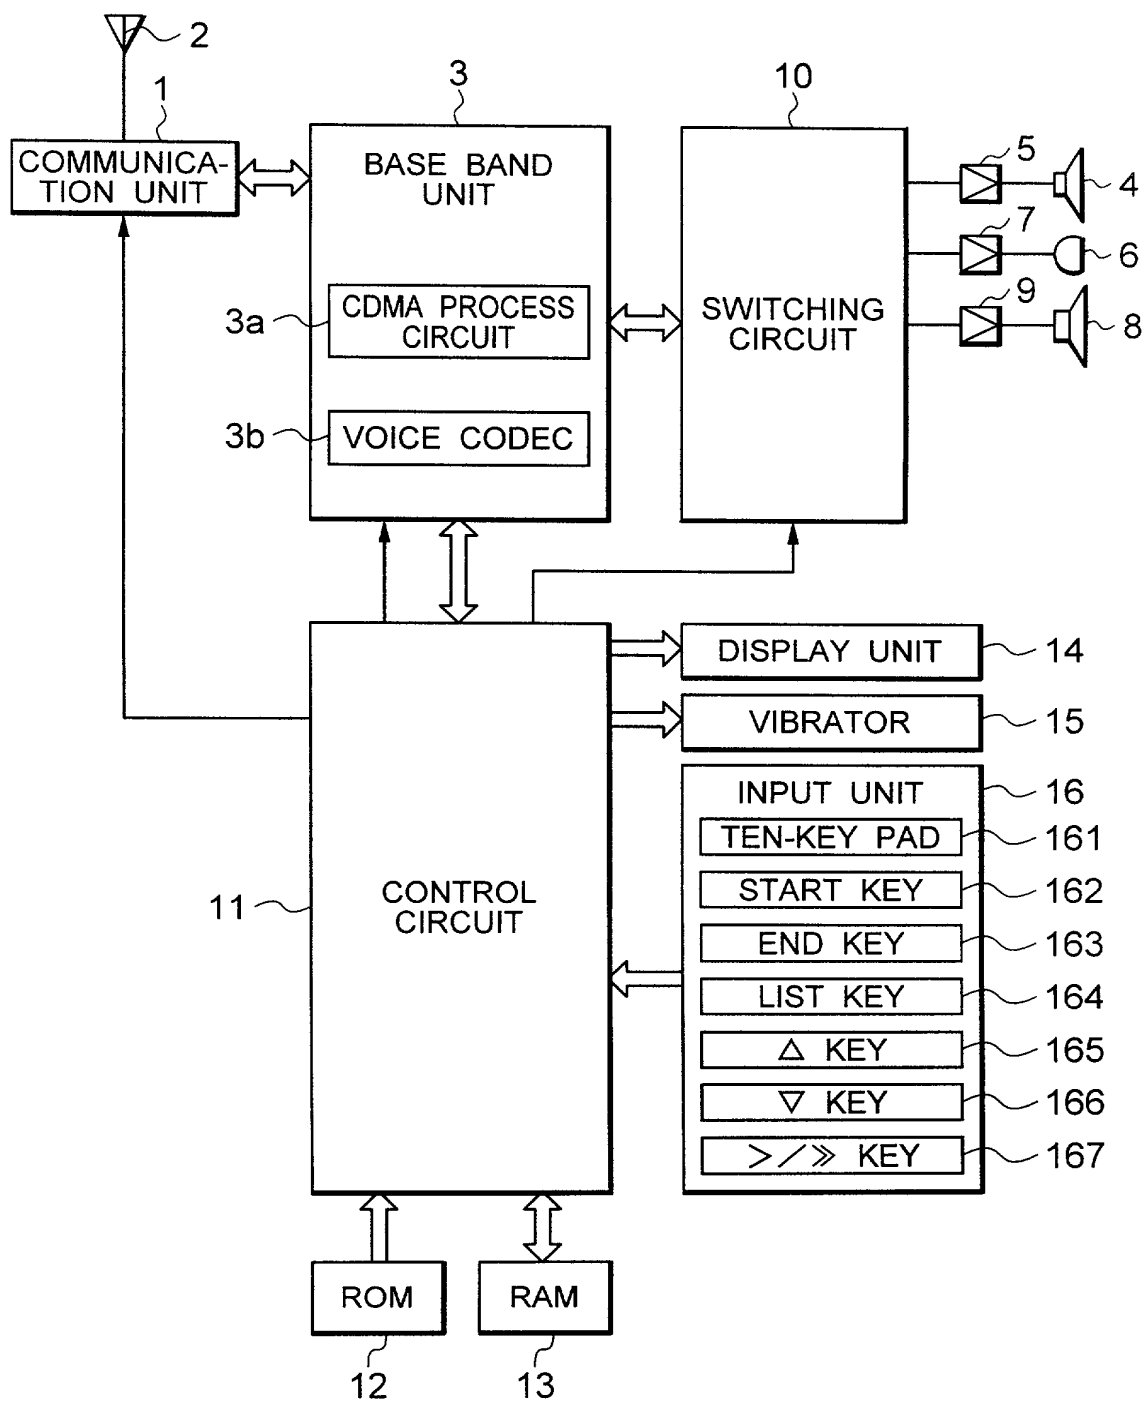 2
1
3
10
COMMUNICA-
TION UNIT
BASE BAND
UNIT
5
4
7
6
9
8
3a
CDMA PROCESS
CIRCUIT
SWITCHING
CIRCUIT
3b
VOICE CODEC
DISPLAY UNIT
14
VIBRATOR
15
INPUT UNIT
16
TEN-KEY PAD
161
START KEY
162
11
CONTROL
CIRCUIT
END KEY
163
LIST KEY
164
△ KEY
165
▽ KEY
166
>/≫ KEY
167
ROM
RAM
12
13